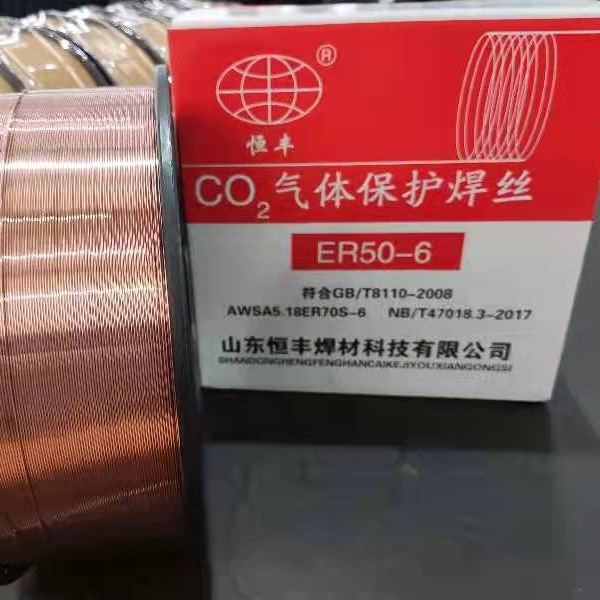 ®
恒丰
CO₂气体保护焊丝
ER50-6
符合GB/T8110-2008
AWSA5.18ER70S-6 NB/T47018.3-2017
山东恒丰焊材科技有限公司
SHANDONGHENGFENGHANCAIKEJIYOUXIANGONGSI